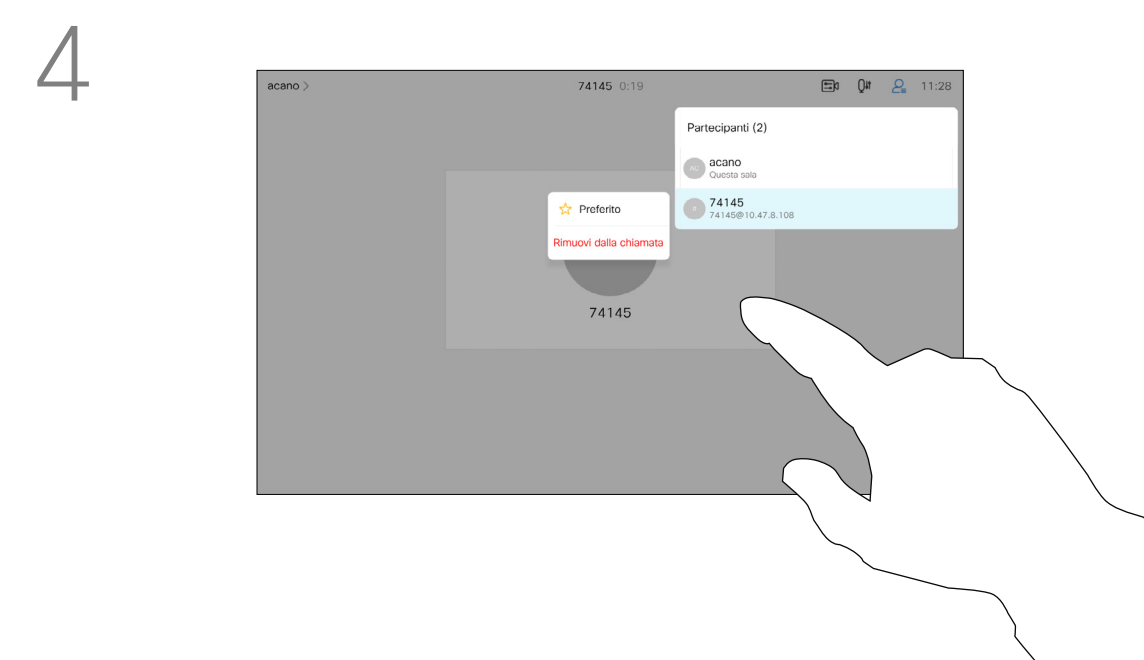 4
acano >
74145 0:19
11:28
Partecipanti (2)
AC
acano
Questa sala
74145
74145@10.47.8.108
Preferito
Rimuovi dalla chiamata
74145